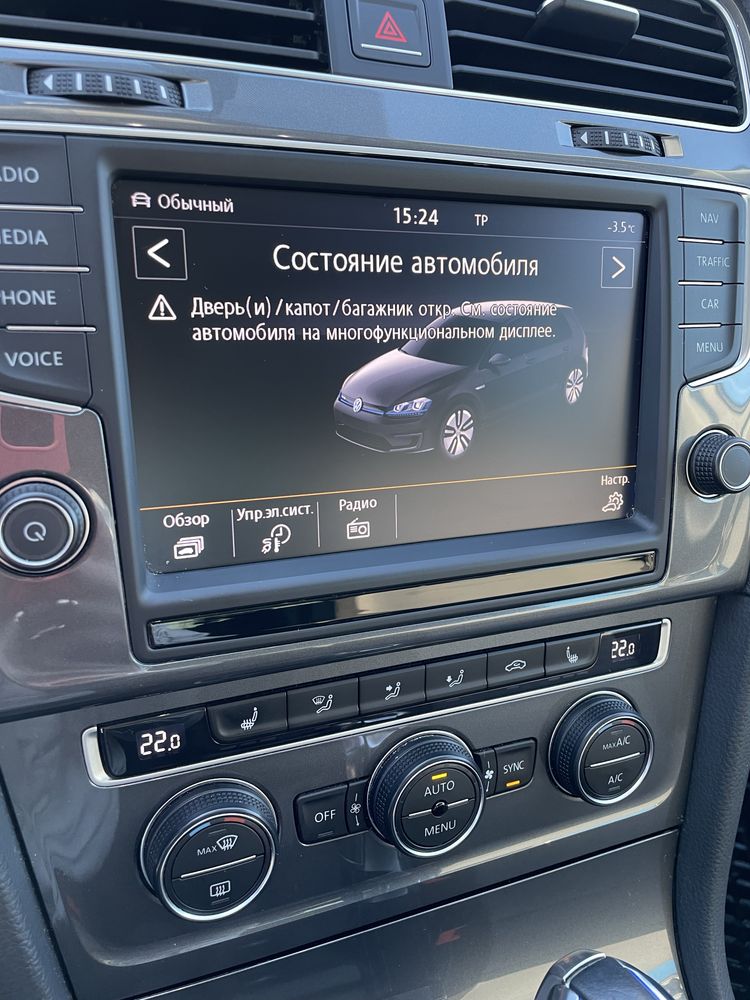 Обычный
15:24
TP
-3.5°C
Состояние автомобиля
Дверь(и)/капот/багажник откр. См. состояние
автомобиля на многофункциональном дисплее.
Обзор
Упр.эл.сист.
Радио
Настр.
ADIO
MEDIA
PHONE
VOICE
NAV
TRAFFIC
CAR
MENU
22.0
22.0
MAX
OFF
AUTO
MENU
SYNC
MAX A/C
A/C